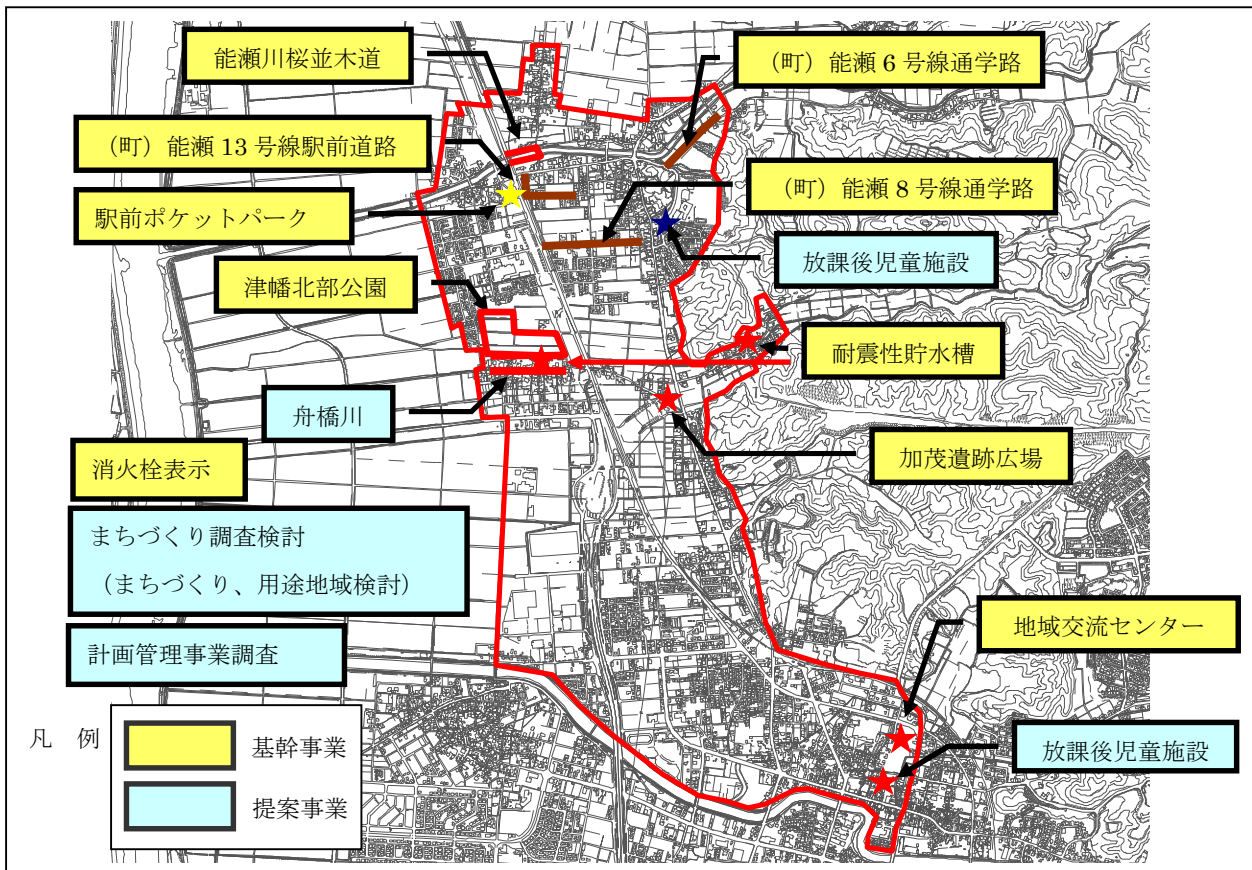 能瀬川桜並木道
（町）能瀬 6 号線通学路
（町）能瀬 13 号線駅前道路
（町）能瀬 8 号線通学路
駅前ポケットパーク
放課後児童施設
津幡北部公園
耐震性貯水槽
舟橋川
加茂遺跡広場
消火栓表示
まちづくり調査検討
（まちづくり、用途地域検討）
地域交流センター
計画管理事業調査
放課後児童施設
凡　例
基幹事業
提案事業